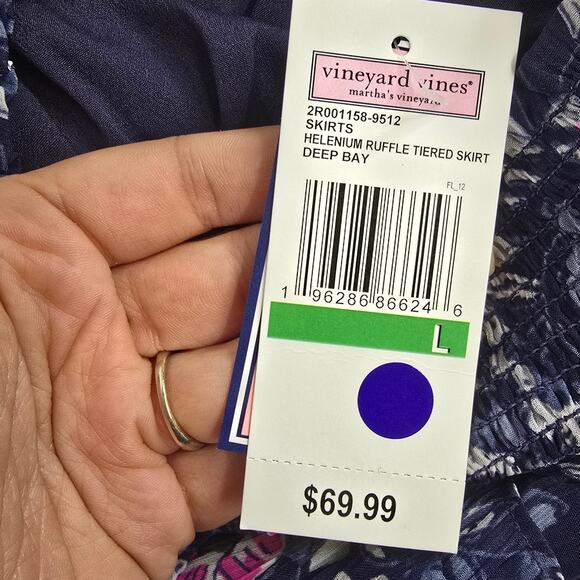 vineyard vines®
martha's vineyard
2R001158-9512
SKIRTS
HELENIUM RUFFLE TIERED SKIRT
DEEP BAY
FL_12
1 96286 86624 6
L
$69.99